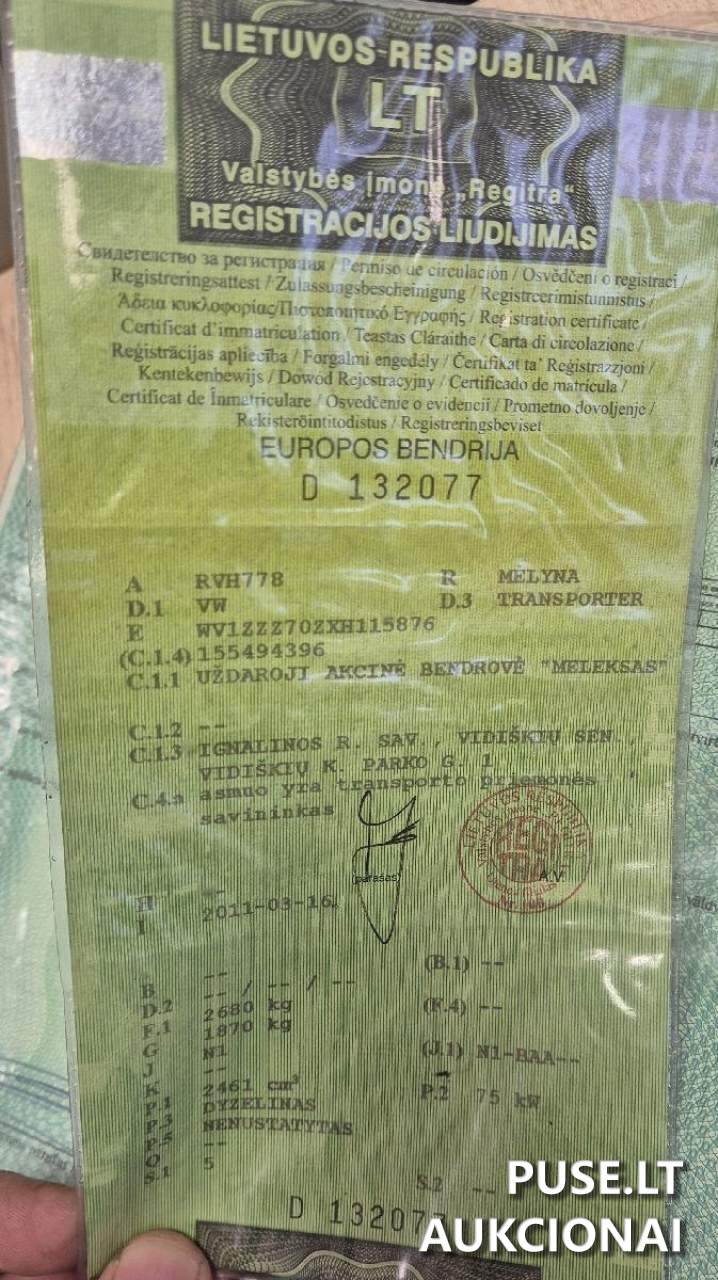 LIETUVOS RESPUBLIKA
LT
Valstybės įmonė „Regitra“
REGISTRACIJOS LIUDIJIMAS
Свидетелство за регистрация / Permiso de circulación / Osvědčení o registraci /
Registreringsattest / Zulassungsbescheinigung / Registreerimistunnistus /
Άδεια κυκλοφορίας/Πιστοποιητικό Εγγραφής / Registration certificate /
Certificat d'immatriculation / Teastas Cláraithe / Carta di circolazione /
Reģistrācijas apliecība / Forgalmi engedély / Ċertifikat ta' Reġistrazzjoni /
Kentekenbewijs / Dowód Rejestracyjny / Certificado de matrícula /
Certificat de Înmatriculare / Osvedčenie o evidencii / Prometno dovoljenje /
Rekisteröintitodistus / Registreringsbeviset
EUROPOS BENDRIJA
D 132077
A RVH778 R MĖLYNA
D.1 VW D.3 TRANSPORTER
E WV1ZZZ70ZXH115876
(C.1.4) 155494396
C.1.1 UŽDAROJI AKCINĖ BENDROVĖ "MELEKSAS"
C.1.2 --
C.1.3 IGNALINOS R. SAV., VIDIŠKIŲ SEN.,
VIDIŠKIŲ K. PARKO G. 1
C.4.a asmuo yra transporto priemonės
savininkas
(parašas) A.V.
H --
I 2011-03-16
B -- (B.1) --
D.2 -- / -- / --
F.1 2680 kg (F.4) --
G 1870 kg
J N1 (J.1) N1-BAA--
K --
P.1 2461 cm³ P.2 75 kW
P.3 DYZELINAS
P.5 NENUSTATYTAS
Q --
S.1 5 S.2 --
D 132077
PUSE.LT
AUKCIONAI